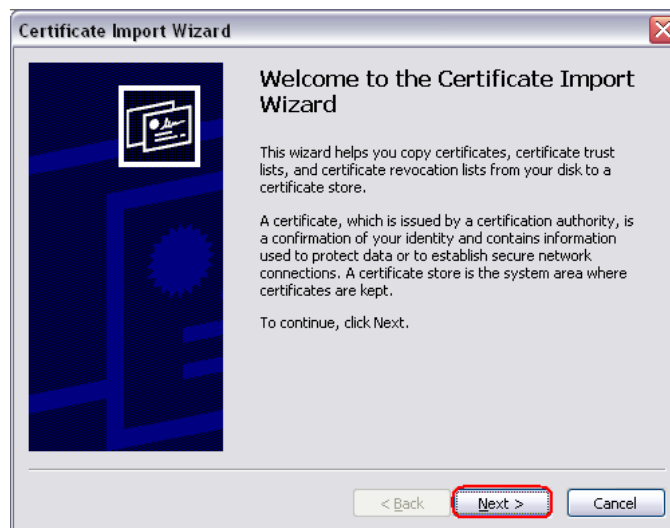 Certificate Import Wizard
Welcome to the Certificate Import
Wizard
This wizard helps you copy certificates, certificate trust
lists, and certificate revocation lists from your disk to a
certificate store.
A certificate, which is issued by a certification authority, is
a confirmation of your identity and contains information
used to protect data or to establish secure network
connections. A certificate store is the system area where
certificates are kept.
To continue, click Next.
< Back Next > Cancel